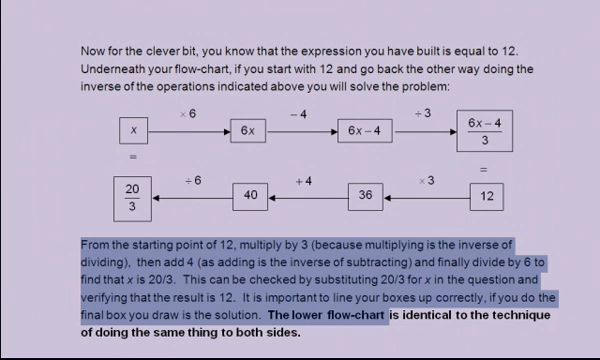 Now for the clever bit, you know that the expression you have built is equal to 12.
Underneath your flow-chart, if you start with 12 and go back the other way doing the
inverse of the operations indicated above you will solve the problem:
× 6 − 4 ÷ 3
x 6x 6x − 4 6x − 4
3
= =
÷ 6 + 4 × 3
20
3 40 36 12
From the starting point of 12, multiply by 3 (because multiplying is the inverse of
dividing), then add 4 (as adding is the inverse of subtracting) and finally divide by 6 to
find that x is 20/3. This can be checked by substituting 20/3 for x in the question and
verifying that the result is 12. It is important to line your boxes up correctly, if you do the
final box you draw is the solution. The lower flow-chart is identical to the technique
of doing the same thing to both sides.